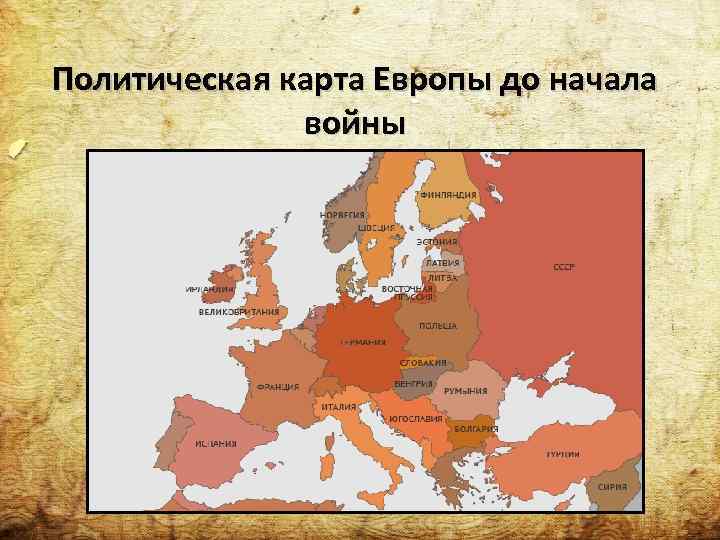 Политическая карта Европы до начала
войны
ФИНЛЯНДИЯ
НОРВЕГИЯ
ШВЕЦИЯ
ЭСТОНИЯ
ЛАТВИЯ
СССР
ЛИТВА
ИРЛАНДИЯ
ВОСТОЧНАЯ
ПРУССИЯ
ВЕЛИКОБРИТАНИЯ
ПОЛЬША
ГЕРМАНИЯ
СЛОВАКИЯ
ФРАНЦИЯ
ВЕНГРИЯ
РУМЫНИЯ
ИТАЛИЯ
ЮГОСЛАВИЯ
БОЛГАРИЯ
ИСПАНИЯ
ТУРЦИЯ
СИРИЯ